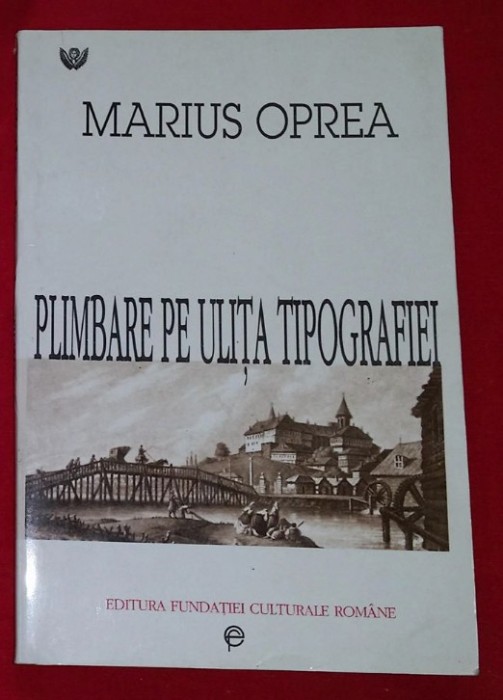 MARIUS OPREA
PLIMBARE PE ULIȚA TIPOGRAFIEI
EDITURA FUNDAȚIEI CULTURALE ROMÂNE